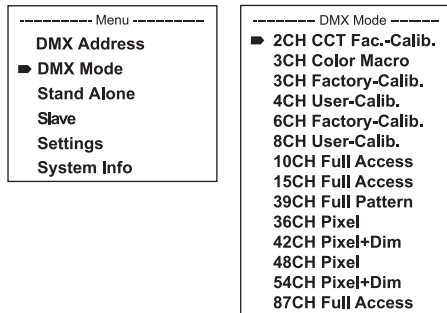 ---------- Menu --------------
DMX Address
DMX Mode
Stand Alone
Slave
Settings
System Info
------------ DMX Mode --------
2CH CCT Fac.-Calib.
3CH Color Macro
3CH Factory-Calib.
4CH User-Calib.
6CH Factory-Calib.
8CH User-Calib.
10CH Full Access
15CH Full Access
39CH Full Pattern
36CH Pixel
42CH Pixel+Dim
48CH Pixel
54CH Pixel+Dim
87CH Full Access